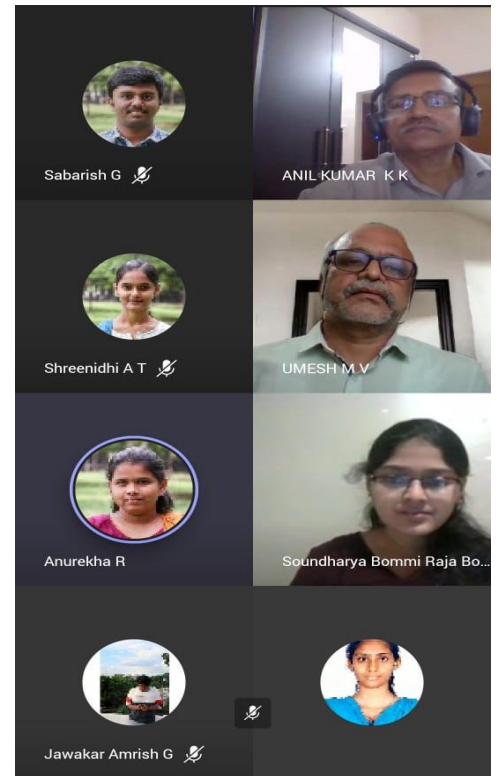 Sabarish G
ANIL KUMAR K K
Shreenidhi A T
UMESH M V
Anurekha R
Soundharya Bommi Raja Bo...
Jawakar Amrish G